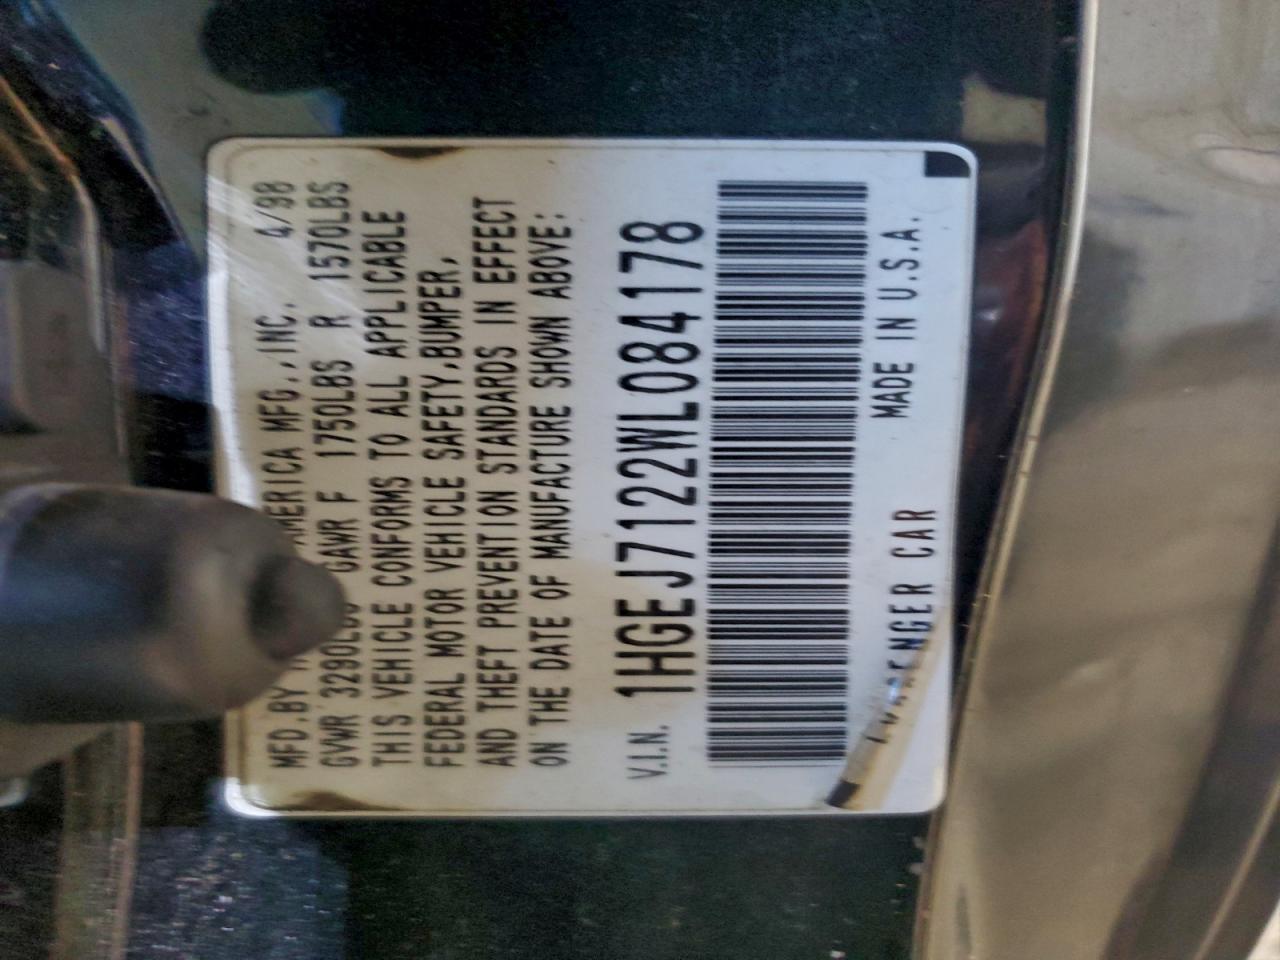 MFD.BY AMERICA MFG.,INC. 4/98
GVWR 3290LBS GAWR F 1750LBS R 1570LBS
THIS VEHICLE CONFORMS TO ALL APPLICABLE
FEDERAL MOTOR VEHICLE SAFETY,BUMPER,
AND THEFT PREVENTION STANDARDS IN EFFECT
ON THE DATE OF MANUFACTURE SHOWN ABOVE:
V.I.N. 1HGEJ7122WL084178
PASSENGER CAR MADE IN U.S.A.